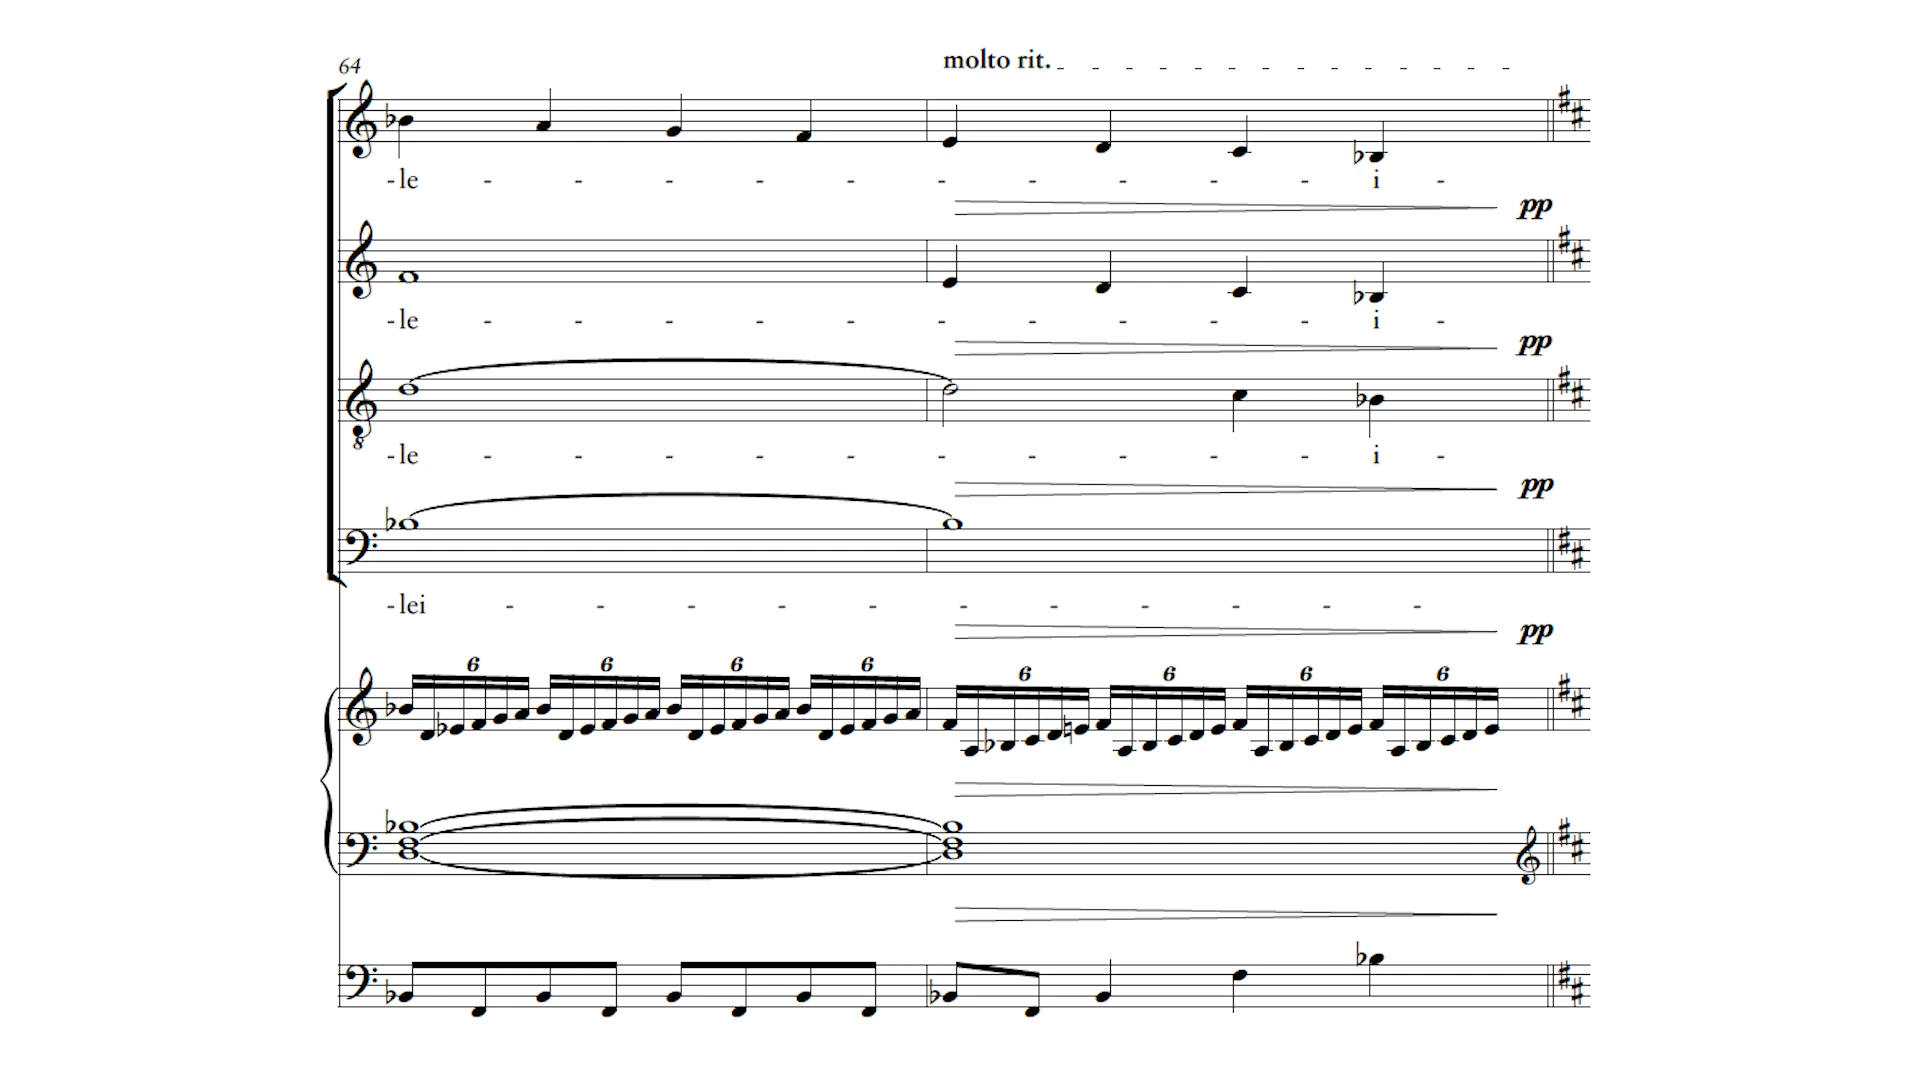 molto rit.
64
-le - - - - - - - - - - i -
pp
-le - - - - - - - - - - i -
pp
8
-le - - - - - - - - - - i -
pp
-lei - - - - - - - - - - -
pp
6 6 6 6 6 6 6 6